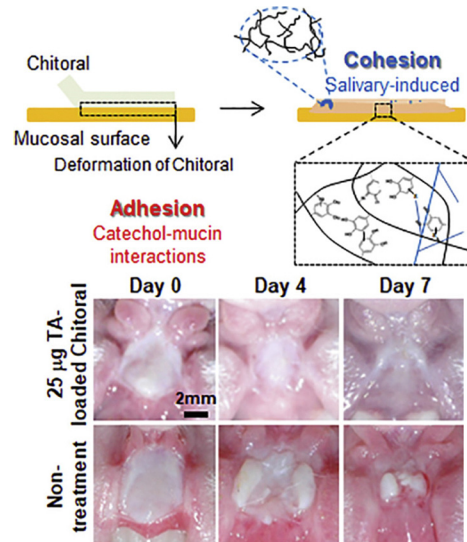 Chitoral
Cohesion
Salivary-induced
Mucosal surface
Deformation of Chitoral
Adhesion
Catechol-mucin
interactions
Day 0
Day 4
Day 7
25 μg TA-
loaded Chitoral
2mm
Non-
treatment